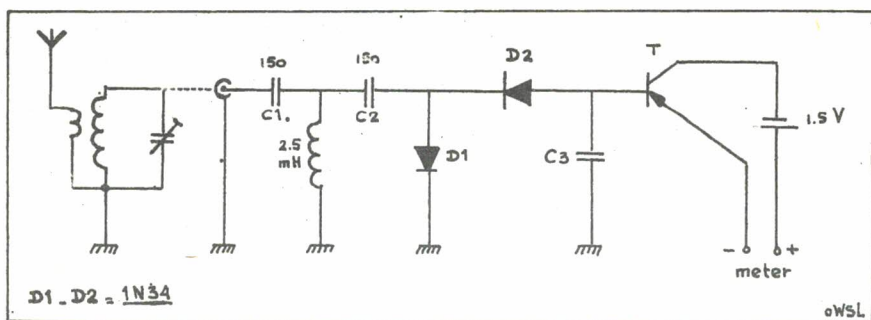 150
150
D2
T
C1.
C2
2.5
mH
D1
C3
1.5 V
- +
meter
D1 - D2 = 1N34
oWSL